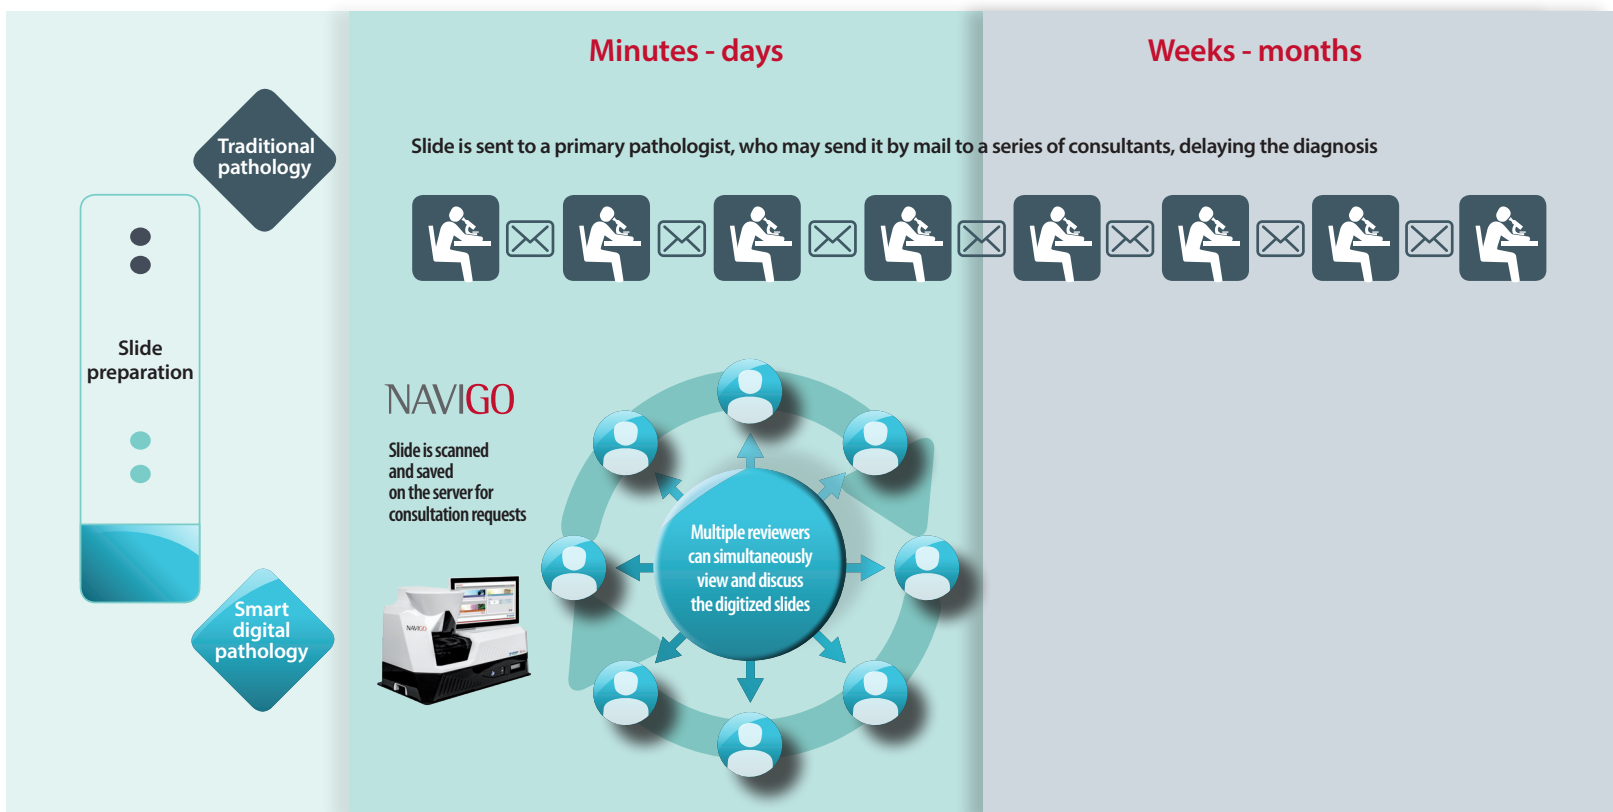 Minutes - days
Weeks - months
Traditional
pathology
Slide is sent to a primary pathologist, who may send it by mail to a series of consultants, delaying the diagnosis
Slide
preparation
NAVIGO
Slide is scanned
and saved
on the server for
consultation requests
Multiple reviewers
can simultaneously
view and discuss
the digitized slides
NAVIGO
Smart
digital
pathology